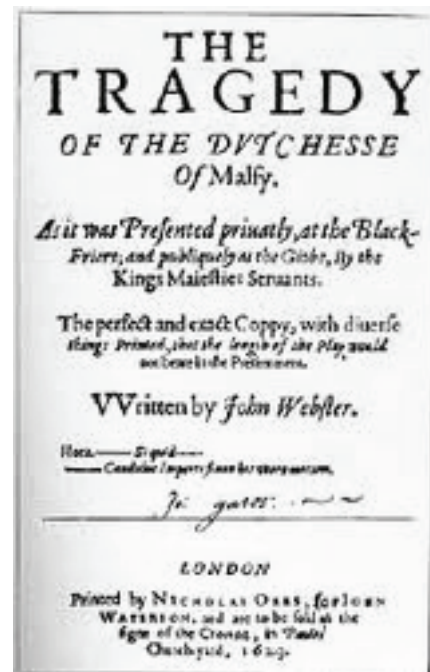 THE
TRAGEDY
OF THE DVTCHESSE
Of Malfy.
As it was Presented priuatly, at the Black-
Friers; and publiquely at the Globe, By the
Kings Maiesties Seruants.
The perfect and exact Coppy, with diuerse
things Printed, that the length of the Play would
not beare in the Presentment.
VVritten by John Webster.
Hora.——Si quid——
——Candidus Imperti si non his vtere mecum.
LONDON
Printed by NICHOLAS OKES, for IOHN
WATERSON, and are to be sold at the
signe of the Crowne, in Paules
Church-yard, 1623.